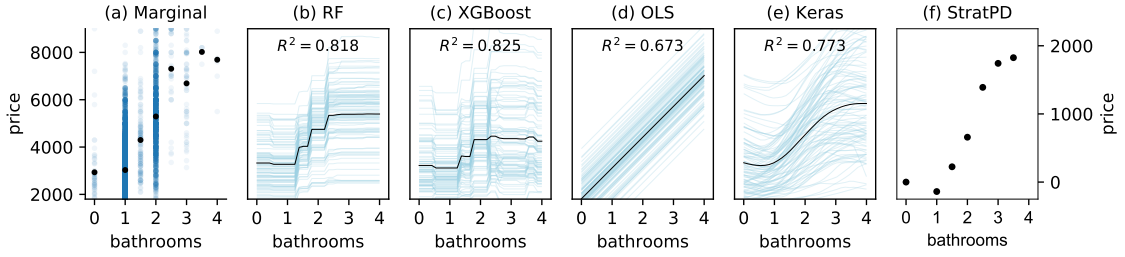 (a) Marginal
(b) RF
(c) XGBoost
(d) OLS
(e) Keras
(f) StratPD
R² = 0.818
R² = 0.825
R² = 0.673
R² = 0.773
price
8000
6000
4000
2000
2000
1000
0
price
0 1 2 3 4
0 1 2 3 4
0 1 2 3 4
0 1 2 3 4
0 1 2 3 4
0 1 2 3 4
bathrooms
bathrooms
bathrooms
bathrooms
bathrooms
bathrooms